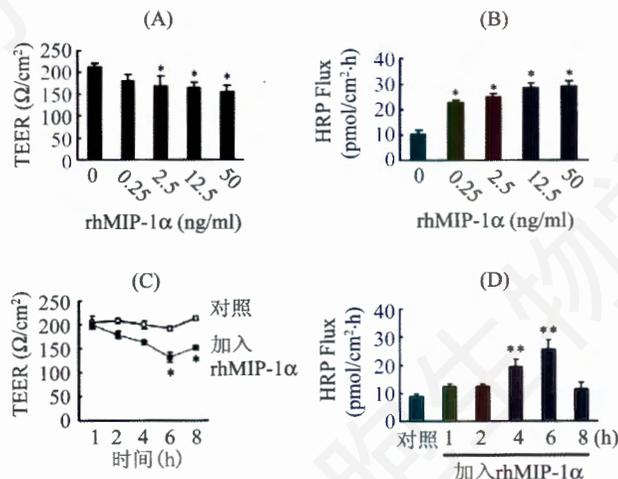 (A)
TEER (Ω/cm²)
250
200
150
100
50
0
* * *
0 0.25 2.5 12.5 50
rhMIP-1α (ng/ml)
(B)
HRP Flux
(pmol/cm²·h)
40
30
20
10
0
* * * *
0 0.25 2.5 12.5 50
rhMIP-1α (ng/ml)
(C)
TEER (Ω/cm²)
250
200
150
100
50
0
对照
加入
rhMIP-1α
* *
1 2 4 6 8
时间(h)
(D)
HRP Flux
(pmol/cm²·h)
40
30
20
10
0
** **
对照 1 2 4 6 8 (h)
加入rhMIP-1α